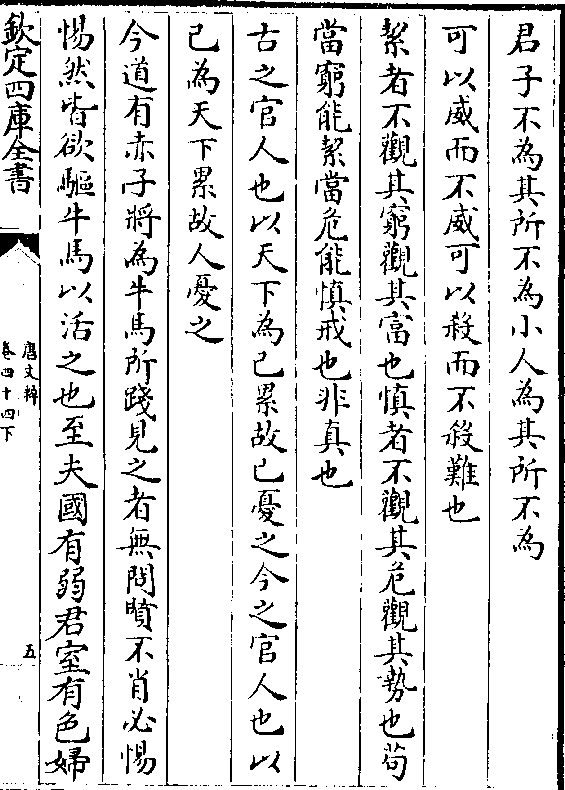 君子不為其所不為小人為其所不為
可以威而不威可以殺而不殺難也
絜者不觀其窮觀其富也慎者不觀其危觀其勢也苟
當窮能絜當危能慎戒也非真也
古之官人也以天下為己累故己憂之今之官人也以
己為天下累故人憂之
今道有赤子將為牛馬所踐見之者無問賢不肖必惕
惕然皆欲驅牛馬以活之也至夫國有弱君室有色婦
欽定四庫全書
唐文粹
卷四十四下
五